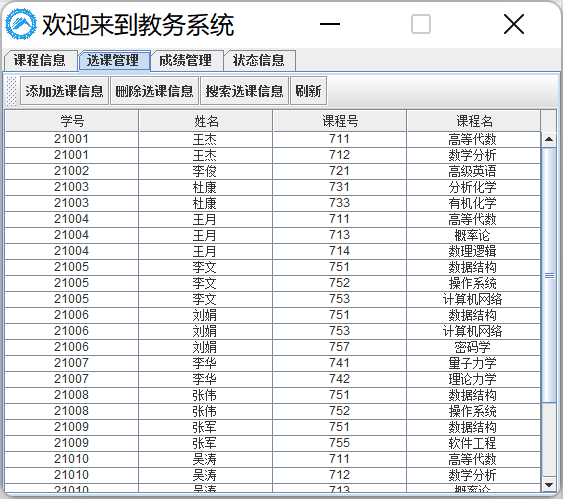 欢迎来到教务系统
课程信息 选课管理 成绩管理 状态信息
添加选课信息 删除选课信息 搜索选课信息 刷新
学号 姓名 课程号 课程名
21001 王杰 711 高等代数
21001 王杰 712 数学分析
21002 李俊 721 高级英语
21003 杜康 731 分析化学
21003 杜康 733 有机化学
21004 王月 711 高等代数
21004 王月 713 概率论
21004 王月 714 数理逻辑
21005 李文 751 数据结构
21005 李文 752 操作系统
21005 李文 753 计算机网络
21006 刘娟 751 数据结构
21006 刘娟 753 计算机网络
21006 刘娟 757 密码学
21007 李华 741 量子力学
21007 李华 742 理论力学
21008 张伟 751 数据结构
21008 张伟 752 操作系统
21009 张军 751 数据结构
21009 张军 755 软件工程
21010 吴涛 711 高等代数
21010 吴涛 712 数学分析
21010 吴涛 713 概率论